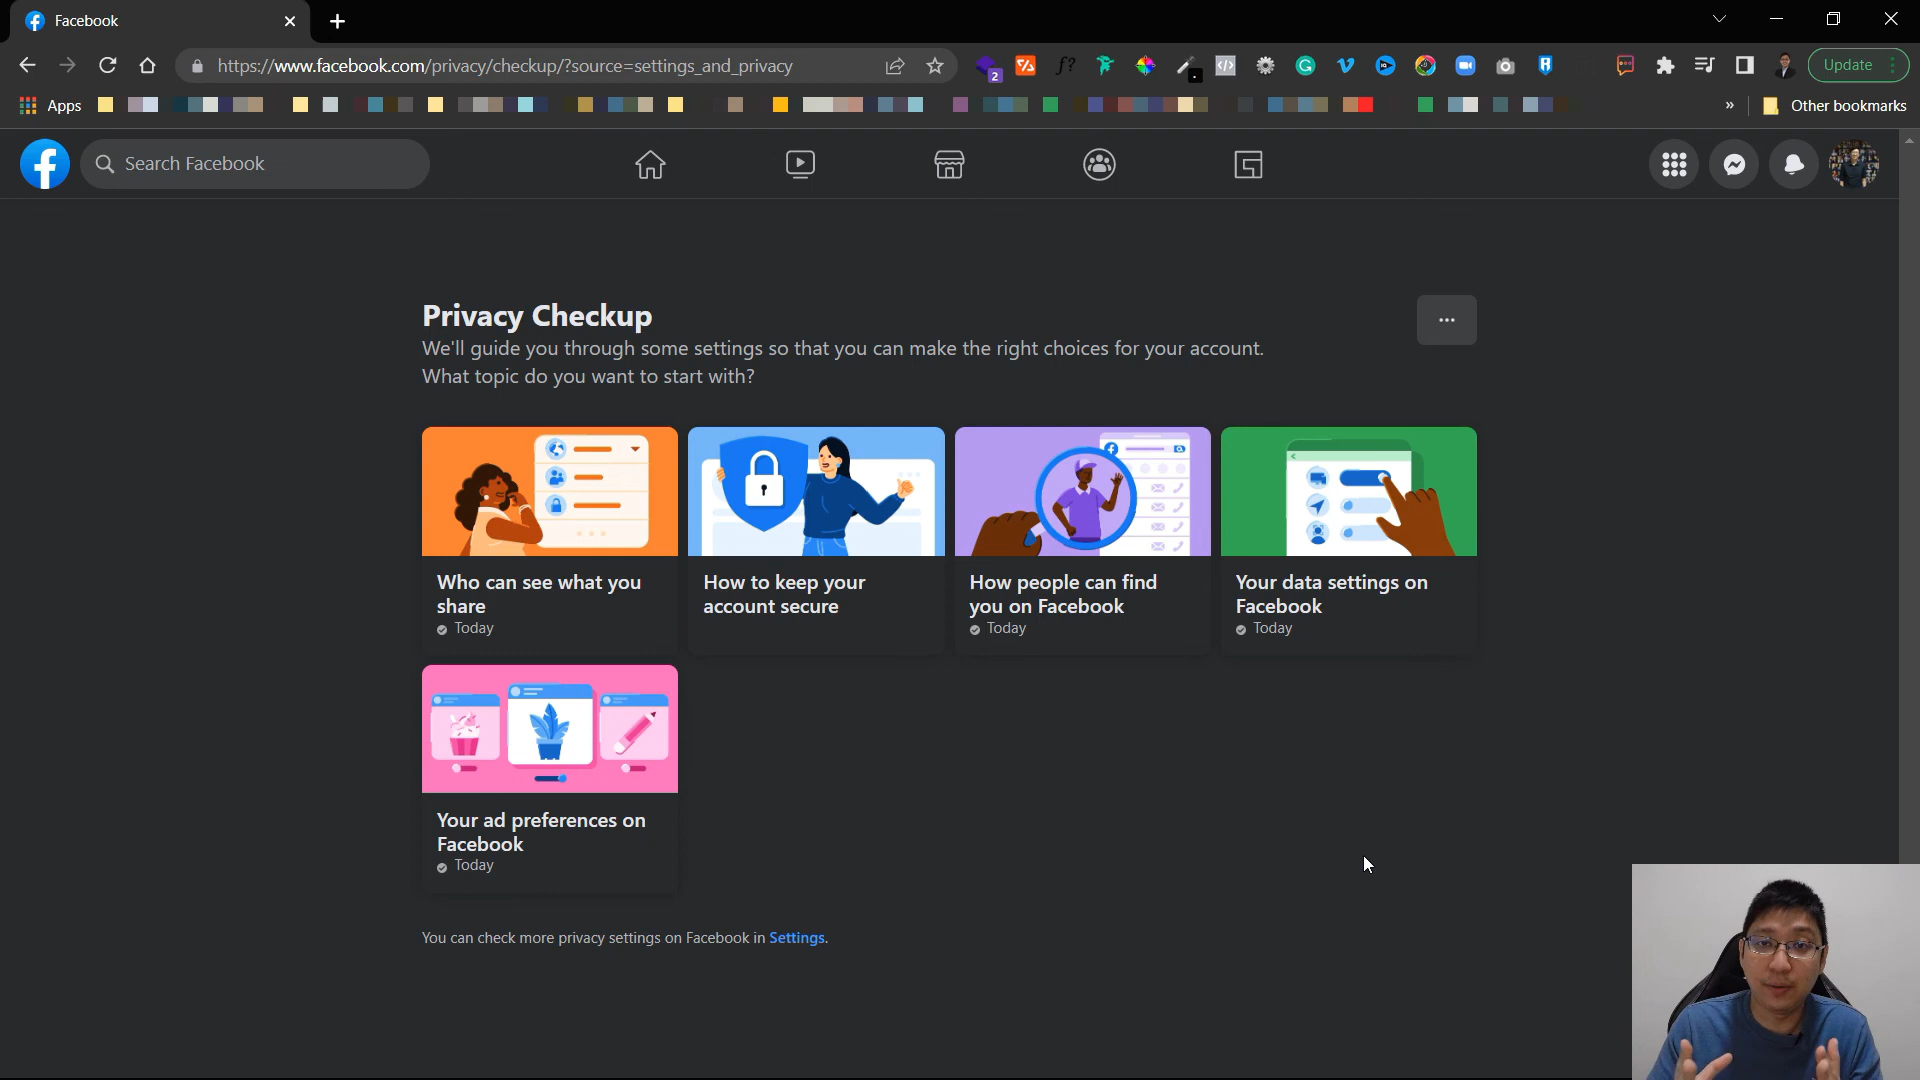 Facebook
https://www.facebook.com/privacy/checkup/?source=settings_and_privacy
2
Update
Apps
Other bookmarks
Search Facebook
Privacy Checkup
We'll guide you through some settings so that you can make the right choices for your account.
What topic do you want to start with?
Who can see what you
share
Today
How to keep your
account secure
How people can find
you on Facebook
Today
Your data settings on
Facebook
Today
Your ad preferences on
Facebook
Today
You can check more privacy settings on Facebook in Settings.